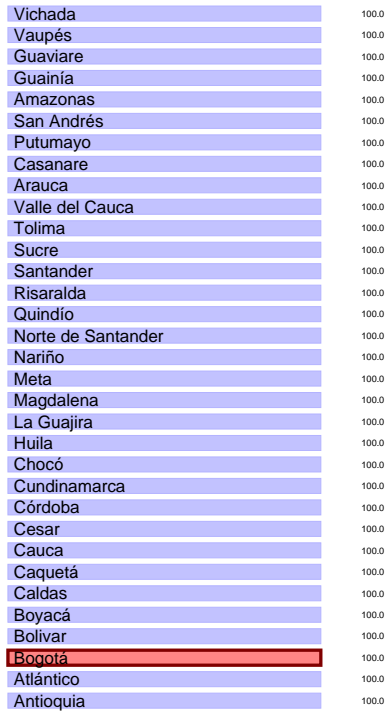 Vichada 100.0
Vaupés 100.0
Guaviare 100.0
Guainía 100.0
Amazonas 100.0
San Andrés 100.0
Putumayo 100.0
Casanare 100.0
Arauca 100.0
Valle del Cauca 100.0
Tolima 100.0
Sucre 100.0
Santander 100.0
Risaralda 100.0
Quindío 100.0
Norte de Santander 100.0
Nariño 100.0
Meta 100.0
Magdalena 100.0
La Guajira 100.0
Huila 100.0
Chocó 100.0
Cundinamarca 100.0
Córdoba 100.0
Cesar 100.0
Cauca 100.0
Caquetá 100.0
Caldas 100.0
Boyacá 100.0
Bolivar 100.0
Bogotá 100.0
Atlántico 100.0
Antioquia 100.0